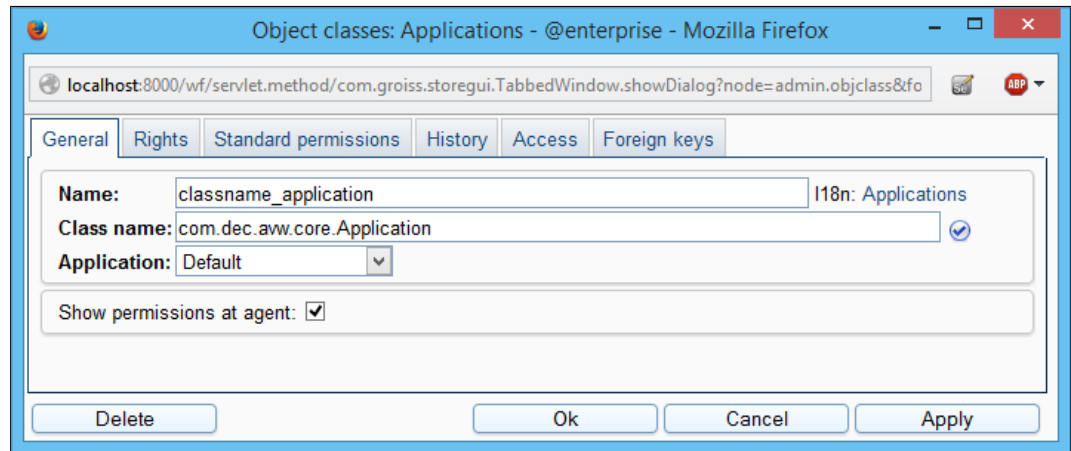 Object classes: Applications - @enterprise - Mozilla Firefox
localhost:8000/wf/servlet.method/com.groiss.storegui.TabbedWindow.showDialog?node=admin.objclass&tfo
ABP
General Rights Standard permissions History Access Foreign keys
Name: classname_application I18n: Applications
Class name: com.dec.avw.core.Application
Application: Default
Show permissions at agent:
Delete Ok Cancel Apply